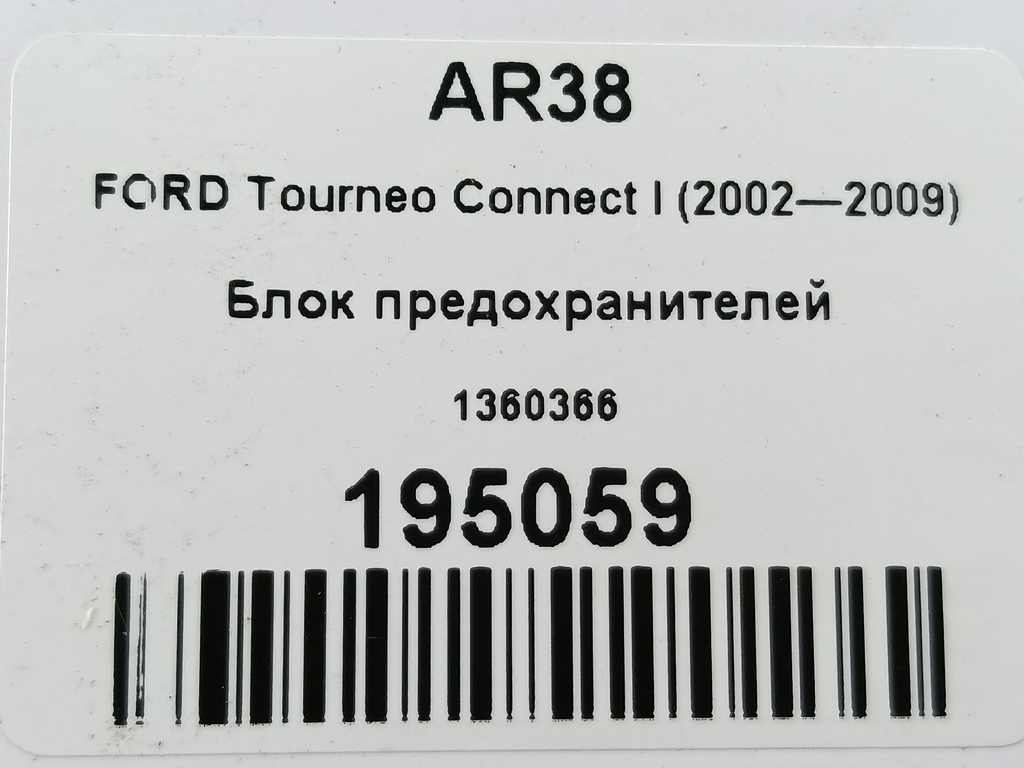 AR38
FORD Tourneo Connect I (2002—2009)
Блок предохранителей
1360366
195059